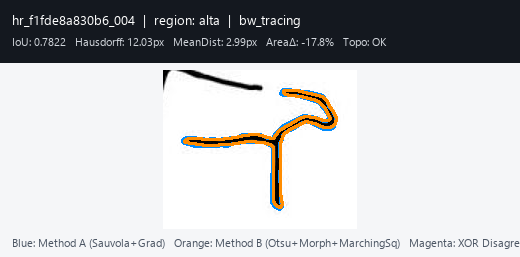 hr_f1fde8a830b6_004 | region: alta | bw_tracing
IoU: 0.7822 Hausdorff: 12.03px MeanDist: 2.99px AreaΔ: -17.8% Topo: OK
Blue: Method A (Sauvola+Grad) Orange: Method B (Otsu+Morph+MarchingSq) Magenta: XOR Disagre